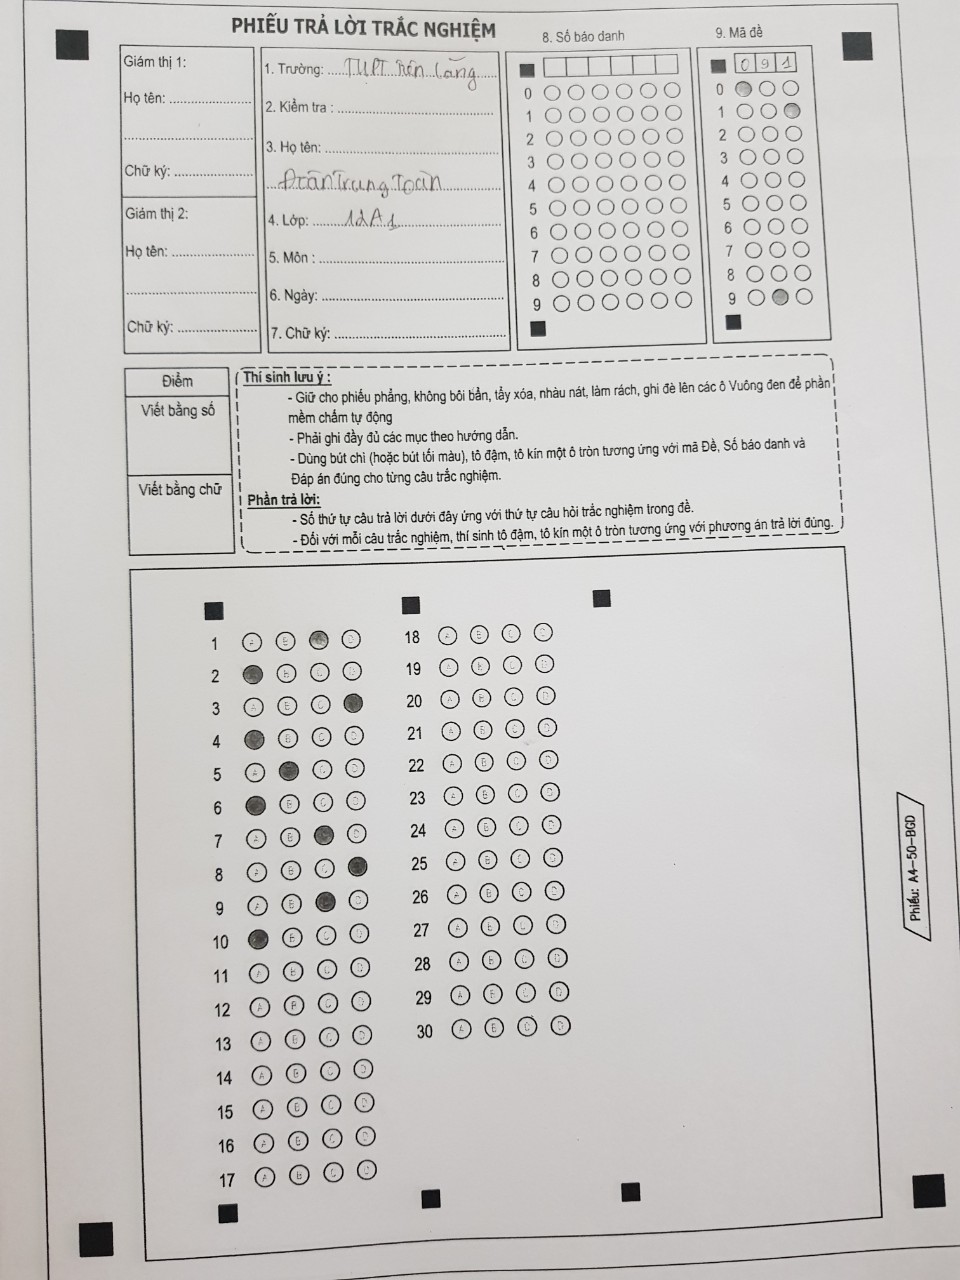 PHIẾU TRẢ LỜI TRẮC NGHIỆM
Giám thị 1:
Họ tên:
Chữ ký:
Giám thị 2:
Họ tên:
Chữ ký:
1. Trường: THPT Lăng
2. Kiểm tra :
3. Họ tên:
Đoàn Trung Toàn
4. Lớp: 12A1
5. Môn :
6. Ngày:
7. Chữ ký:
8. Số báo danh
0
1
2
3
4
5
6
7
8
9
9. Mã đề
0 9 1
0
1
2
3
4
5
6
7
8
9
Điểm
Viết bằng số
Viết bằng chữ
Thí sinh lưu ý :
- Giữ cho phiếu phẳng, không bôi bẩn, tẩy xóa, nhàu nát, làm rách, ghi đè lên các ô Vuông đen để phần
mềm chấm tự động
- Phải ghi đầy đủ các mục theo hướng dẫn.
- Dùng bút chì (hoặc bút tối màu), tô đậm, tô kín một ô tròn tương ứng với mã Đề, Số báo danh và
Đáp án đúng cho từng câu trắc nghiệm.
Phần trả lời:
- Số thứ tự câu trả lời dưới đây ứng với thứ tự câu hỏi trắc nghiệm trong đề.
- Đối với mỗi câu trắc nghiệm, thí sinh tô đậm, tô kín một ô tròn tương ứng với phương án trả lời đúng.
1 A B D
2 B C D
3 A B C
4 B C D
5 A C D
6 B C D
7 A B D
8 A B C
9 A B D
10 B C D
11 A B C D
12 A B C D
13 A B C D
14 A B C D
15 A B C D
16 A B C D
17 A B C D
18 A B C D
19 A B C D
20 A B C D
21 A B C D
22 A B C D
23 A B C D
24 A B C D
25 A B C D
26 A B C D
27 A B C D
28 A B C D
29 A B C D
30 A B C D
Phiếu: A4-50-BGD